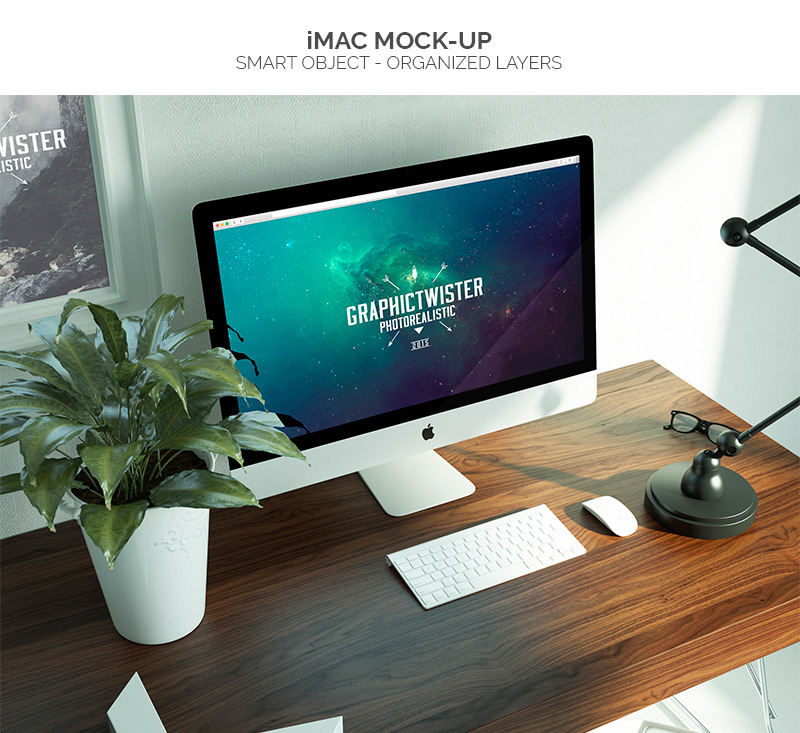 iMAC MOCK-UP
SMART OBJECT - ORGANIZED LAYERS
WISTER
ISTIC
GRAPHICTWISTER
PHOTOREALISTIC
2015